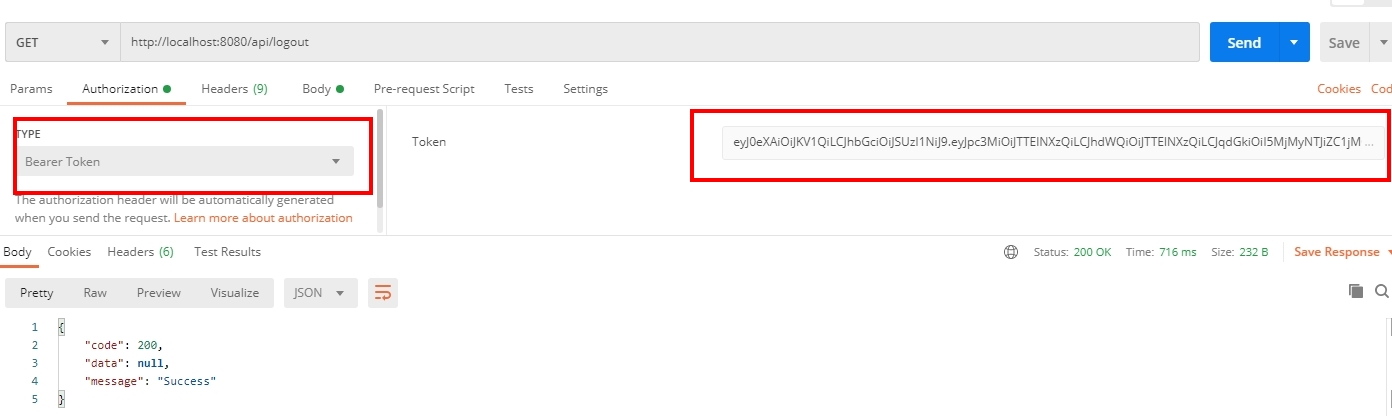 GET http://localhost:8080/api/logout Send Save
Params Authorization Headers (9) Body Pre-request Script Tests Settings Cookies Cod
TYPE
Bearer Token
Token eyJ0eXAiOiJKV1QiLCJhbGciOiJSUzI1NiJ9.eyJpc3MiOiJTTElNXzQiLCJhdWQiOiJTTElNXzQiLCJqdGkiOiI5MjMyNTJiZC1jM ...
The authorization header will be automatically generated
when you send the request. Learn more about authorization
Body Cookies Headers (6) Test Results Status: 200 OK Time: 716 ms Size: 232 B Save Response
Pretty Raw Preview Visualize JSON
1 {
2 "code": 200,
3 "data": null,
4 "message": "Success"
5 }